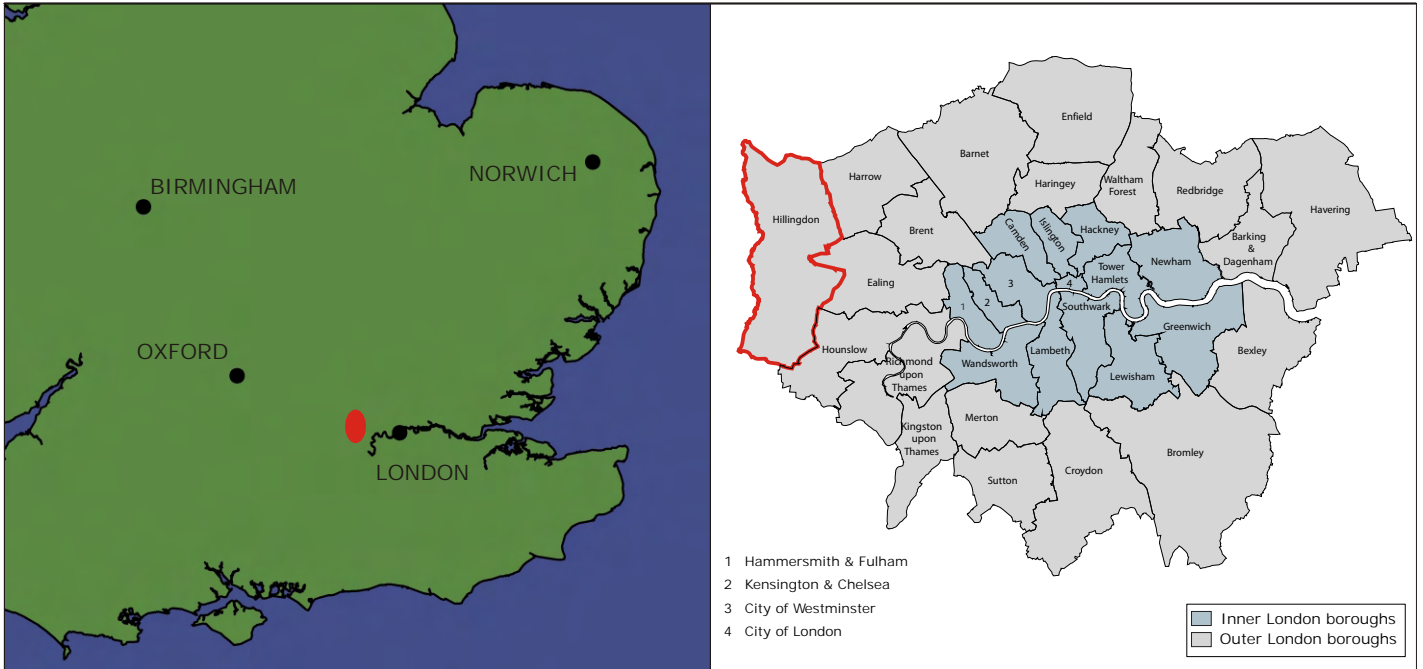 BIRMINGHAM
NORWICH
OXFORD
LONDON
Enfield
Barnet
Harrow
Haringey
Waltham
Forest
Redbridge
Havering
Hillingdon
Brent
Camden
Islington
Hackney
Barking
&
Dagenham
Newham
Tower
Hamlets
Ealing
1
2
3
4
Southwark
Greenwich
Hounslow
Richmond
upon
Thames
Wandsworth
Lambeth
Lewisham
Bexley
Merton
Kingston
upon
Thames
Sutton
Croydon
Bromley
1 Hammersmith & Fulham
2 Kensington & Chelsea
3 City of Westminster
4 City of London
Inner London boroughs
Outer London boroughs